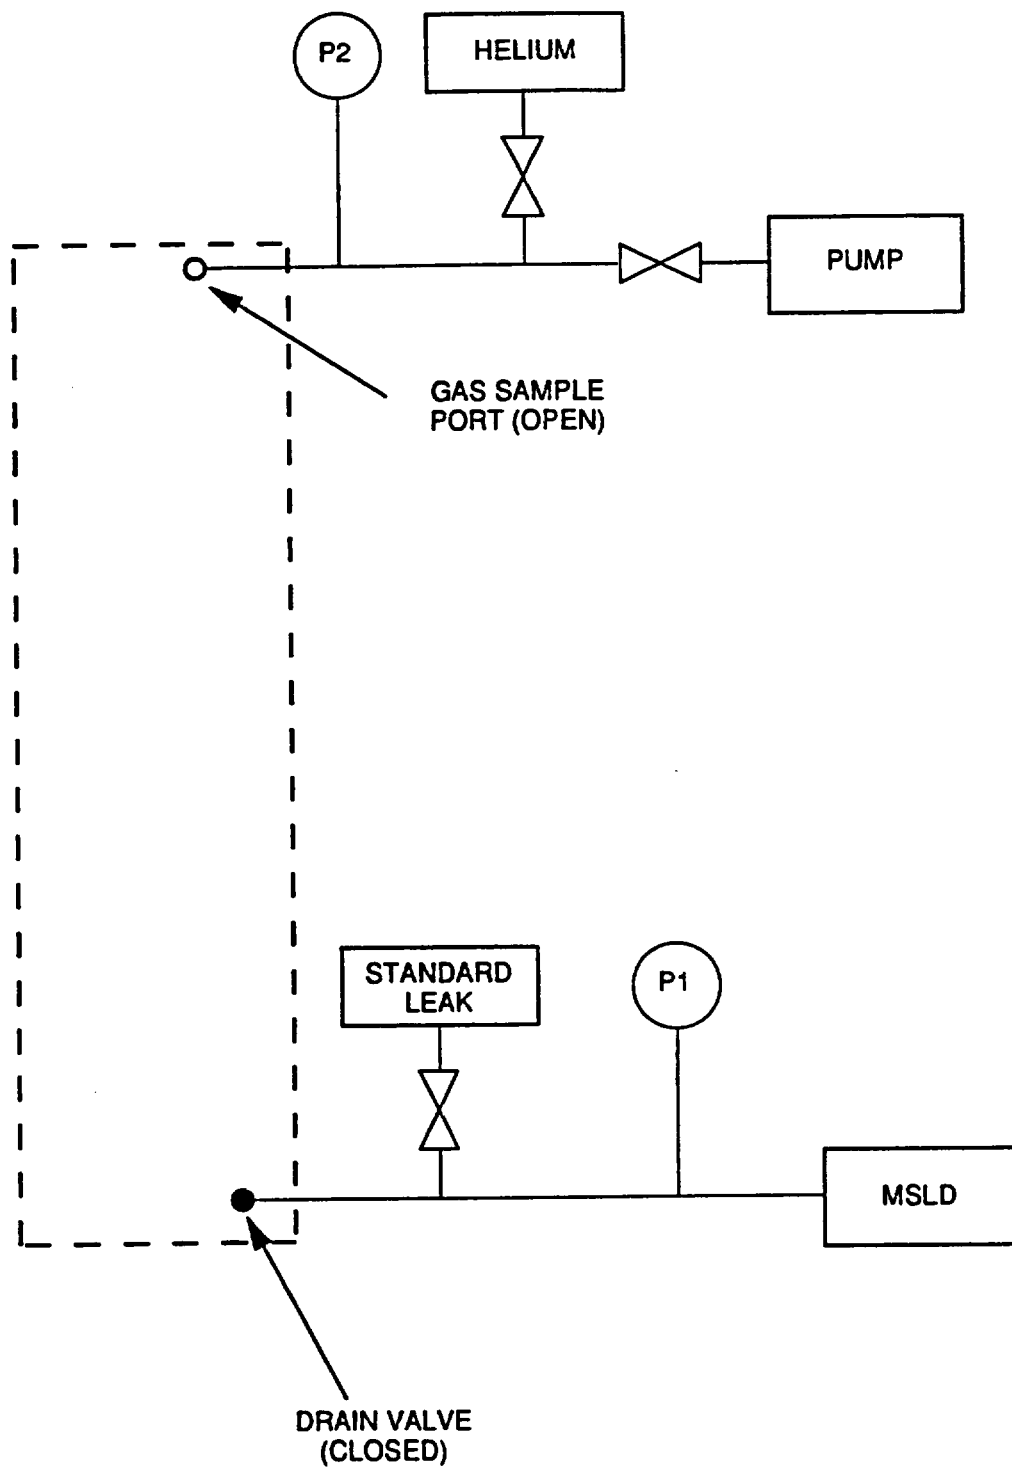 P2
HELIUM
PUMP
GAS SAMPLE
PORT (OPEN)
STANDARD
LEAK
P1
MSLD
DRAIN VALVE
(CLOSED)